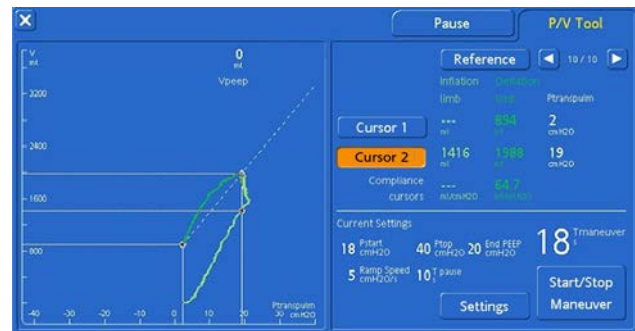 Pause
P/V Tool
Reference
10 / 10
V
ml
0
ml
Vpeep
3200
2400
1600
800
-40 -30 -20 -10 0 10 20 30
Ptranspulm
cmH2O
Inflation
limb
Deflation
limb
Ptranspulm
Cursor 1
---
ml
894
ml
2
cmH2O
Cursor 2
1416
ml
1988
ml
19
cmH2O
Compliance
cursors
---
ml/cmH2O
64.7
ml/cmH2O
Current Settings
18 Pstart
cmH2O
40 Ptop
cmH2O
20 End PEEP
cmH2O
18 Tmaneuver
s
5 Ramp Speed
cmH2O/s
10 T pause
s
Settings
Start/Stop
Maneuver